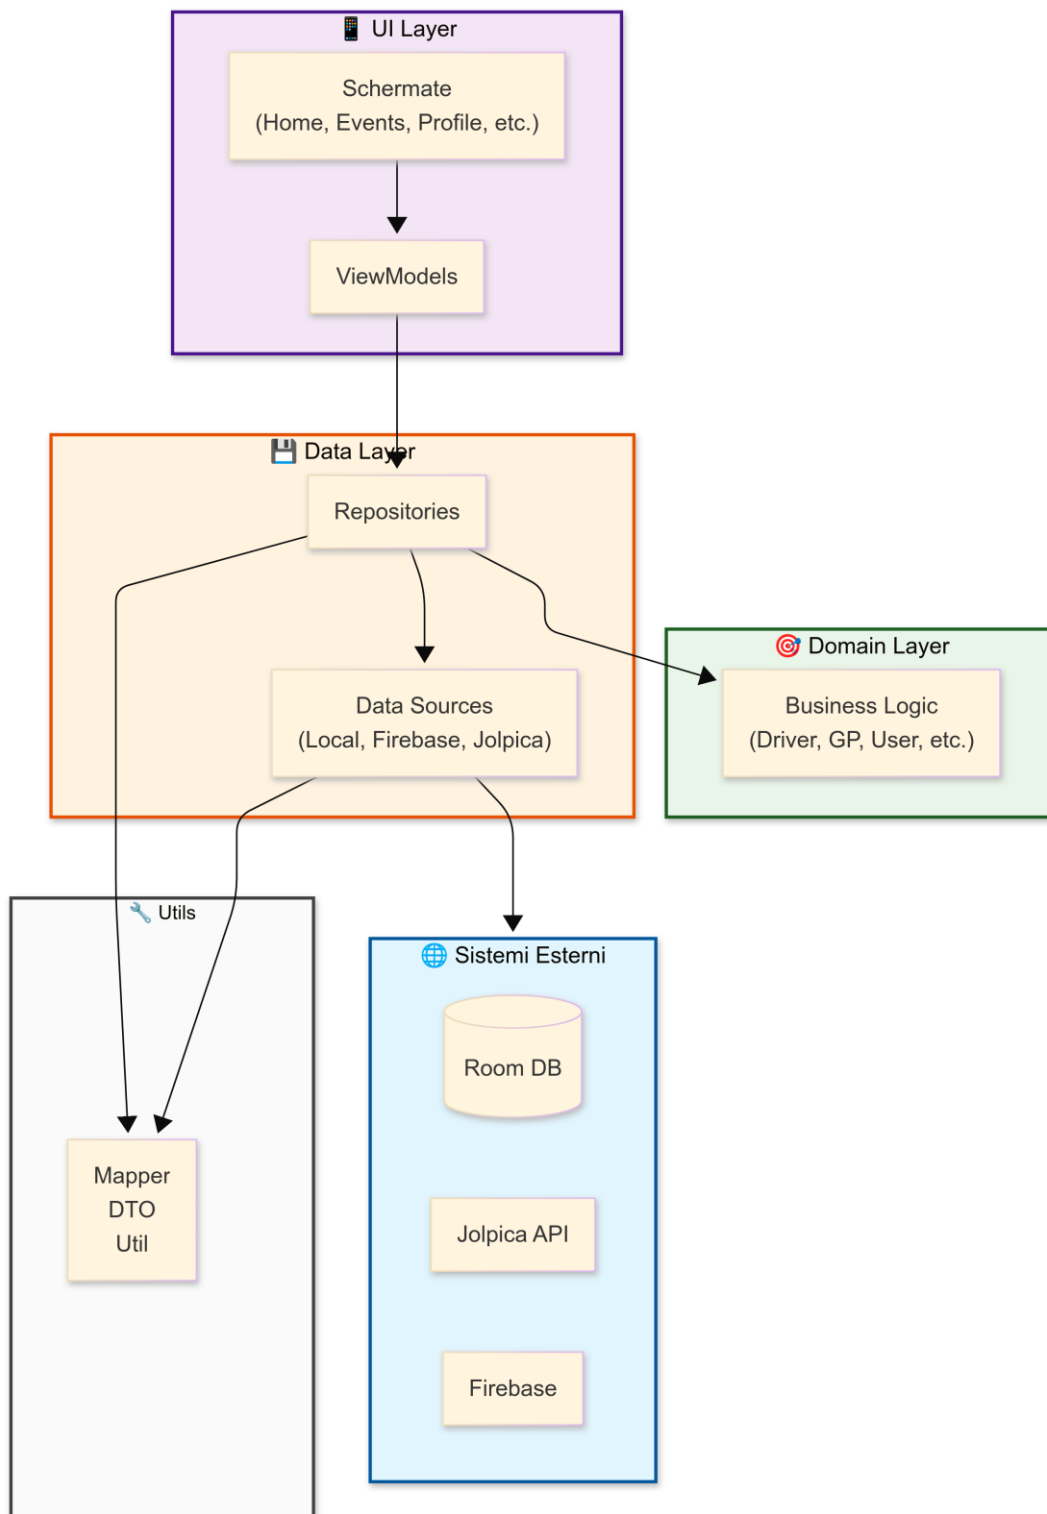 📱 UI Layer
Schermate
(Home, Events, Profile, etc.)
ViewModels
💾 Data Layer
Repositories
Data Sources
(Local, Firebase, Jolpica)
🎯 Domain Layer
Business Logic
(Driver, GP, User, etc.)
🔧 Utils
Mapper
DTO
Util
🌐 Sistemi Esterni
Room DB
Jolpica API
Firebase